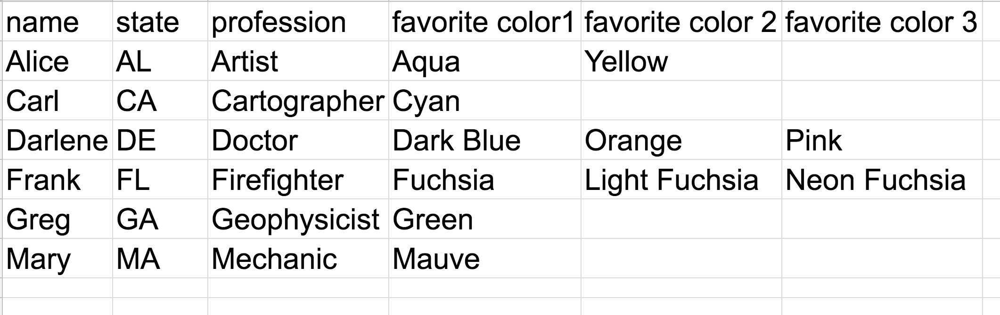 name state profession favorite color1 favorite color 2 favorite color 3
Alice AL Artist Aqua Yellow
Carl CA Cartographer Cyan
Darlene DE Doctor Dark Blue Orange Pink
Frank FL Firefighter Fuchsia Light Fuchsia Neon Fuchsia
Greg GA Geophysicist Green
Mary MA Mechanic Mauve